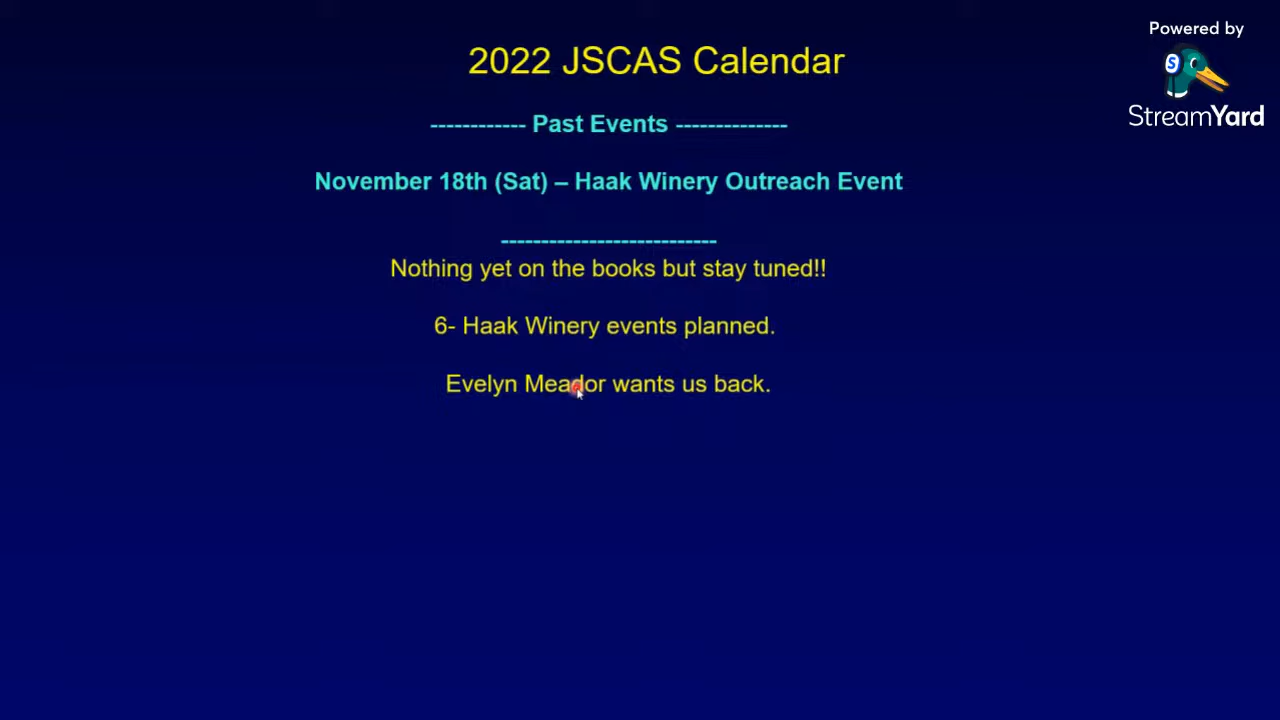 Powered by
StreamYard
2022 JSCAS Calendar
------------ Past Events --------------
November 18th (Sat) – Haak Winery Outreach Event
---------------------------
Nothing yet on the books but stay tuned!!
6- Haak Winery events planned.
Evelyn Meador wants us back.